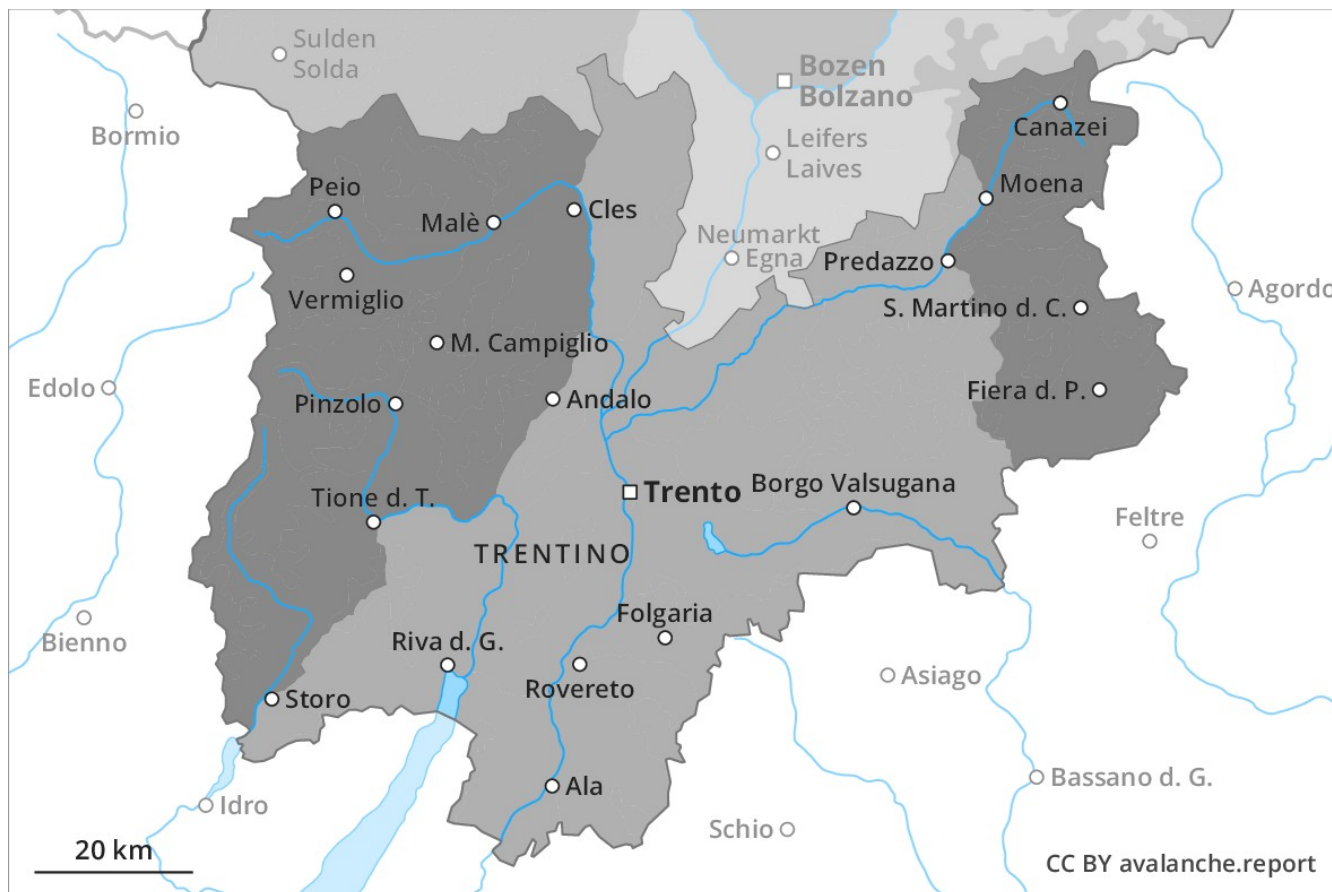 Sulden
Solda
Bozen
Bolzano
Bormio
Canazei
Leifers
Laives
Peio
Moena
Malè
Cles
Neumarkt
Egna
Predazzo
Vermiglio
Agordo
S. Martino d. C.
M. Campiglio
Edolo
Andalo
Fiera d. P.
Pinzolo
Trento
Borgo Valsugana
Tione d. T.
Feltre
TRENTINO
Folgaria
Bienno
Riva d. G.
Asiago
Rovereto
Storo
Bassano d. G.
Ala
Idro
Schio
20 km
CC BY avalanche.report